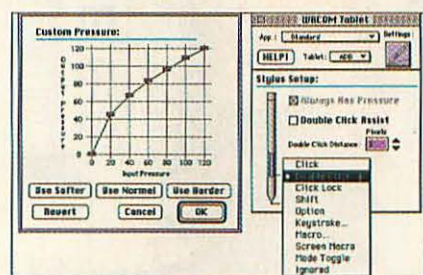 Custom Pressure:
Output Pressure
120
100
80
60
40
20
0
0 20 40 60 80 100 120
Input Pressure
Use Softer Use Normal Use Harder
Revert Cancel OK
WACOM Tablet
App: Standard Settings:
HELP! Tablet: ADB
Stylus Setup:
Always Has Pressure
Double Click Assist
Pixels
Double Click Distance:
Click
Click Lock
Shift
Option
Keystroke...
Macro...
Screen Macro
Mode Toggle
Ignored